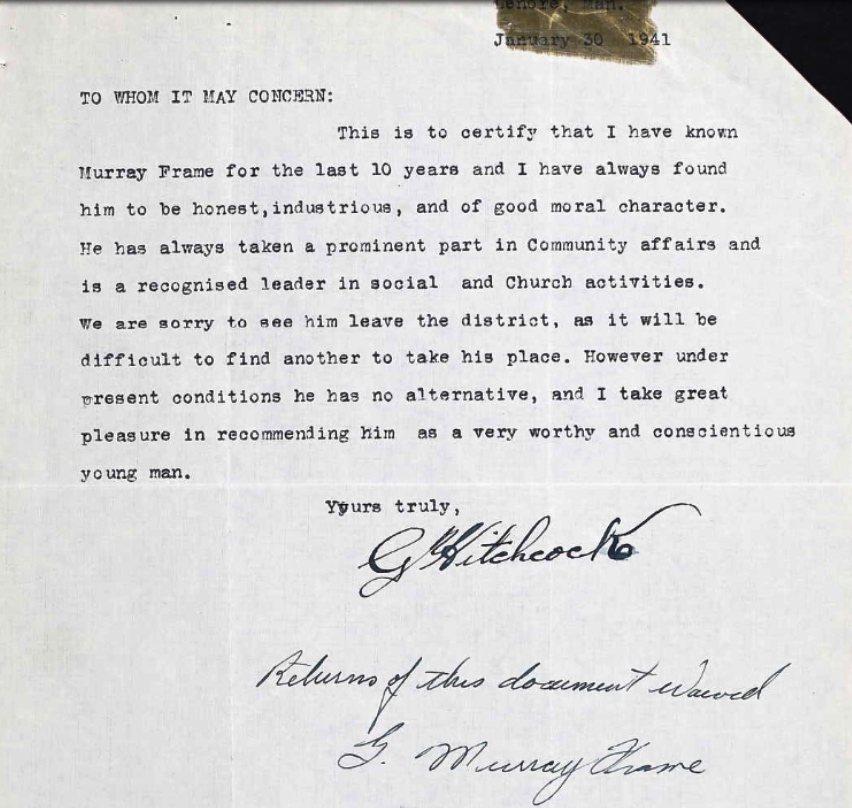 Lenore, Man.
January 30 1941
TO WHOM IT MAY CONCERN:
This is to certify that I have known
Murray Frame for the last 10 years and I have always found
him to be honest,industrious, and of good moral character.
He has always taken a prominent part in Community affairs and
is a recognised leader in social and Church activities.
We are sorry to see him leave the district, as it will be
difficult to find another to take his place. However under
present conditions he has no alternative, and I take great
pleasure in recommending him as a very worthy and conscientious
young man.
Yours truly,
G Hitchcock
Returns of this document waived
G. Murray Frame